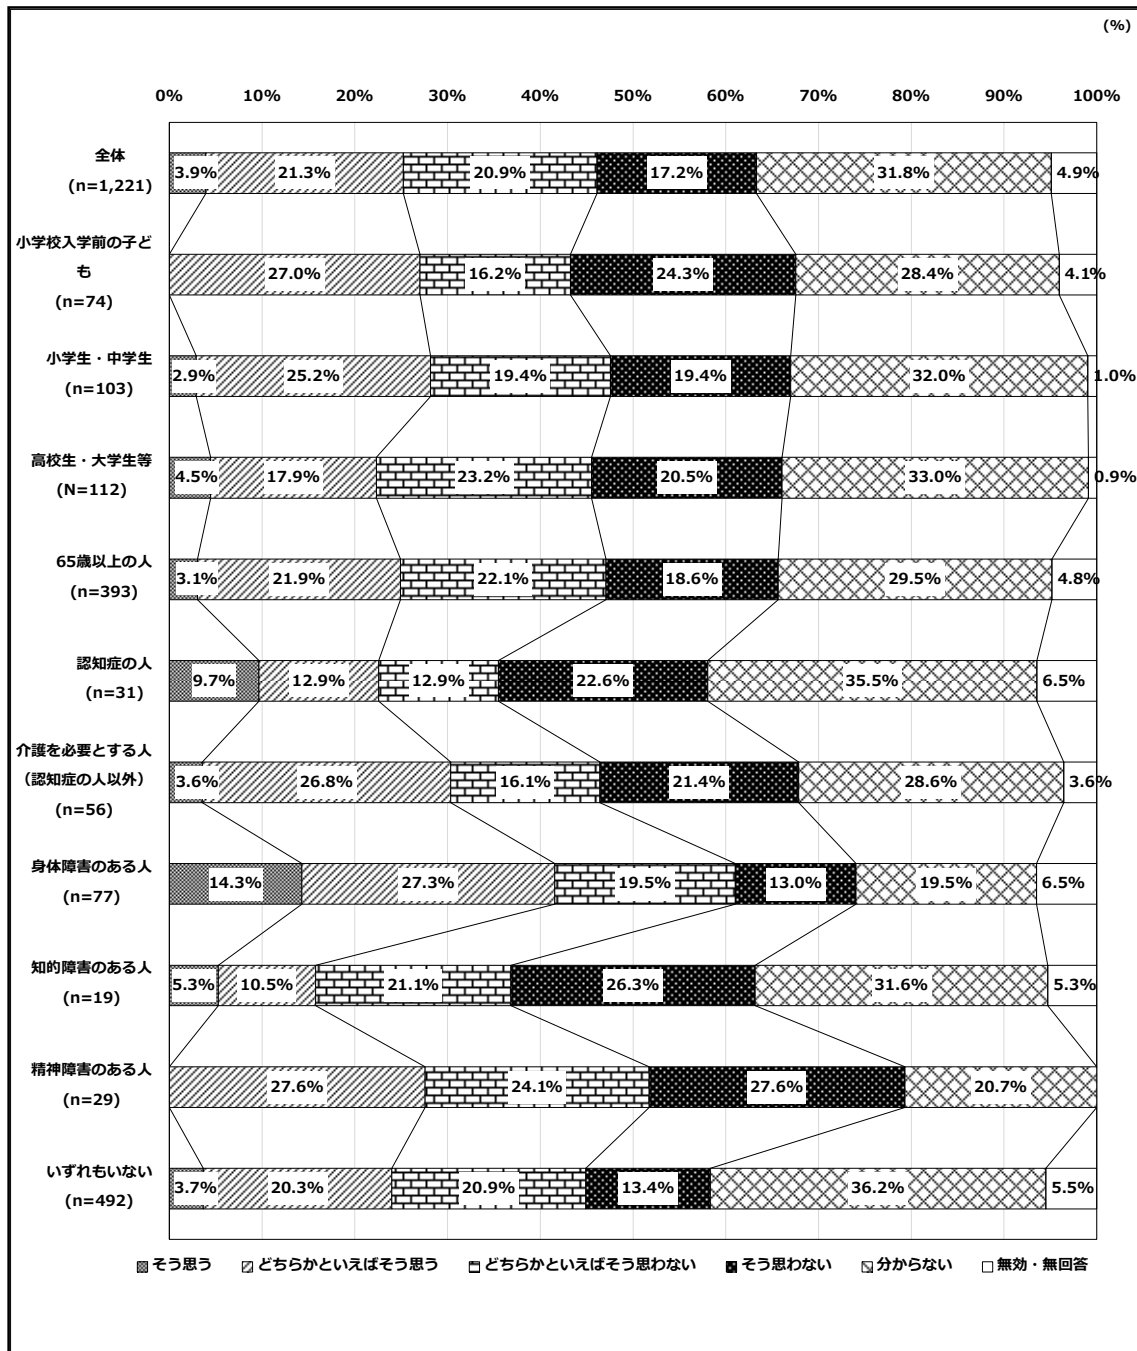 (%)
0% 10% 20% 30% 40% 50% 60% 70% 80% 90% 100%
全体
(n=1,221)
3.9% 21.3% 20.9% 17.2% 31.8% 4.9%
小学校入学前の子ど
も
(n=74)
27.0% 16.2% 24.3% 28.4% 4.1%
小学生・中学生
(n=103)
2.9% 25.2% 19.4% 19.4% 32.0% 1.0%
高校生・大学生等
(N=112)
4.5% 17.9% 23.2% 20.5% 33.0% 0.9%
65歳以上の人
(n=393)
3.1% 21.9% 22.1% 18.6% 29.5% 4.8%
認知症の人
(n=31)
9.7% 12.9% 12.9% 22.6% 35.5% 6.5%
介護を必要とする人
（認知症の人以外）
(n=56)
3.6% 26.8% 16.1% 21.4% 28.6% 3.6%
身体障害のある人
(n=77)
14.3% 27.3% 19.5% 13.0% 19.5% 6.5%
知的障害のある人
(n=19)
5.3% 10.5% 21.1% 26.3% 31.6% 5.3%
精神障害のある人
(n=29)
27.6% 24.1% 27.6% 20.7%
いずれもいない
(n=492)
3.7% 20.3% 20.9% 13.4% 36.2% 5.5%
そう思う どちらかといえばそう思う どちらかといえばそう思わない そう思わない 分からない 無効・無回答